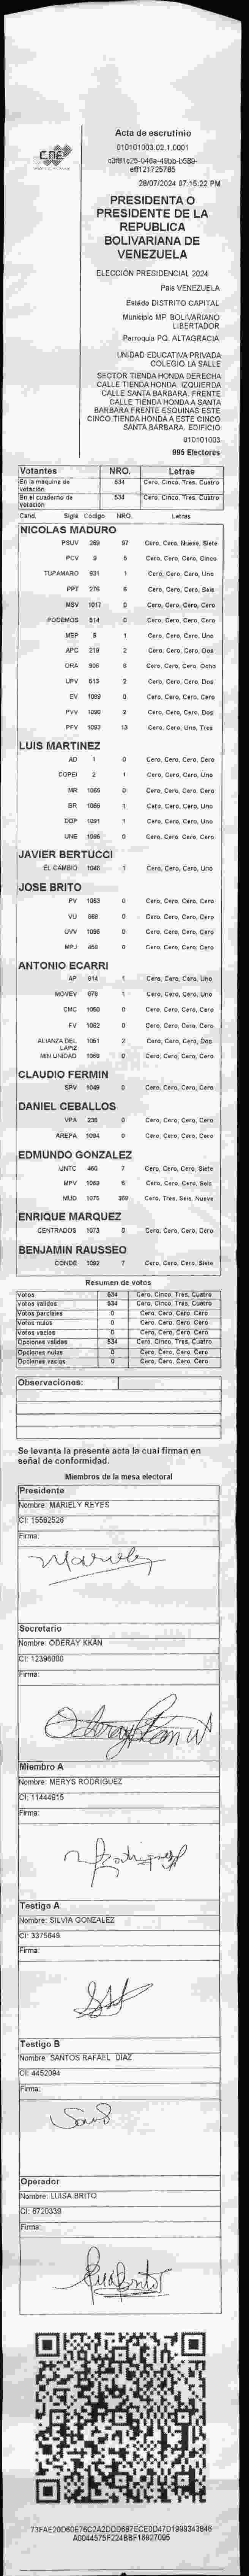 CNE
Acta de escrutinio
010101003.02.1.0001
c3f81c25-046a-49bb-b589-
eff121725785
28/07/2024 07:15:22 PM
PRESIDENTA O
PRESIDENTE DE LA
REPUBLICA
BOLIVARIANA DE
VENEZUELA
ELECCIÓN PRESIDENCIAL 2024
País VENEZUELA
Estado DISTRITO CAPITAL
Municipio MP. BOLIVARIANO
LIBERTADOR
Parroquia PQ. ALTAGRACIA
UNIDAD EDUCATIVA PRIVADA
COLEGIO LA SALLE
SECTOR TIENDA HONDA DERECHA
CALLE TIENDA HONDA. IZQUIERDA
CALLE SANTA BARBARA. FRENTE
CALLE TIENDA HONDA A SANTA
BARBARA FRENTE ESQUINAS ESTE
CINCO TIENDA HONDA A ESTE CINCO
SANTA BARBARA. EDIFICIO
010101003
995 Electores
Votantes NRO. Letras
En la máquina de votación 534 Cero, Cinco, Tres, Cuatro
En el cuaderno de votación 534 Cero, Cinco, Tres, Cuatro
Cand. Sigla Código NRO. Letras
NICOLAS MADURO
PSUV 269 97 Cero, Cero, Nueve, Siete
PCV 9 5 Cero, Cero, Cero, Cinco
TUPAMARO 931 1 Cero, Cero, Cero, Uno
PPT 276 6 Cero, Cero, Cero, Seis
MSV 1017 0 Cero, Cero, Cero, Cero
PODEMOS 514 0 Cero, Cero, Cero, Cero
MEP 5 1 Cero, Cero, Cero, Uno
APC 219 2 Cero, Cero, Cero, Dos
ORA 906 8 Cero, Cero, Cero, Ocho
UPV 613 2 Cero, Cero, Cero, Dos
EV 1089 0 Cero, Cero, Cero, Cero
PVV 1090 2 Cero, Cero, Cero, Dos
PFV 1093 13 Cero, Cero, Uno, Tres
LUIS MARTINEZ
AD 1 0 Cero, Cero, Cero, Cero
COPEI 2 1 Cero, Cero, Cero, Uno
MR 1065 0 Cero, Cero, Cero, Cero
BR 1066 1 Cero, Cero, Cero, Uno
DDP 1091 1 Cero, Cero, Cero, Uno
UNE 1095 0 Cero, Cero, Cero, Cero
JAVIER BERTUCCI
EL CAMBIO 1048 1 Cero, Cero, Cero, Uno
JOSE BRITO
PV 1083 0 Cero, Cero, Cero, Cero
VU 969 0 Cero, Cero, Cero, Cero
UVV 1096 0 Cero, Cero, Cero, Cero
MPJ 458 0 Cero, Cero, Cero, Cero
ANTONIO ECARRI
AP 914 1 Cero, Cero, Cero, Uno
MOVEV 979 1 Cero, Cero, Cero, Uno
CMC 1050 0 Cero, Cero, Cero, Cero
FV 1062 0 Cero, Cero, Cero, Cero
ALIANZA DEL LAPIZ 1051 2 Cero, Cero, Cero, Dos
MIN UNIDAD 1069 0 Cero, Cero, Cero, Cero
CLAUDIO FERMIN
SPV 1049 0 Cero, Cero, Cero, Cero
DANIEL CEBALLOS
VPA 236 0 Cero, Cero, Cero, Cero
AREPA 1094 0 Cero, Cero, Cero, Cero
EDMUNDO GONZALEZ
UNTC 460 7 Cero, Cero, Cero, Siete
MPV 1069 6 Cero, Cero, Cero, Seis
MUD 1075 369 Cero, Tres, Seis, Nueve
ENRIQUE MARQUEZ
CENTRADOS 1073 0 Cero, Cero, Cero, Cero
BENJAMIN RAUSSEO
CONDE 1092 7 Cero, Cero, Cero, Siete
Resumen de votos
Votos 534 Cero, Cinco, Tres, Cuatro
Votos válidos 534 Cero, Cinco, Tres, Cuatro
Votos parciales 0 Cero, Cero, Cero, Cero
Votos nulos 0 Cero, Cero, Cero, Cero
Votos vacíos 0 Cero, Cero, Cero, Cero
Opciones válidas 534 Cero, Cinco, Tres, Cuatro
Opciones nulas 0 Cero, Cero, Cero, Cero
Opciones vacías 0 Cero, Cero, Cero, Cero
Observaciones:
Se levanta la presente acta la cual firman en
señal de conformidad.
Miembros de la mesa electoral
Presidente
Nombre: MARIELY REYES
CI: 15582526
Firma:
Mariely
Secretario
Nombre: ODERAY KKAN
CI: 12396000
Firma:
Miembro A
Nombre: MERYS RODRIGUEZ
CI: 11444915
Firma:
Testigo A
Nombre: SILVIA GONZALEZ
CI: 3375649
Firma:
Testigo B
Nombre: SANTOS RAFAEL DIAZ
CI: 4452094
Firma:
Operador
Nombre: LUISA BRITO
CI: 6720339
Firma: